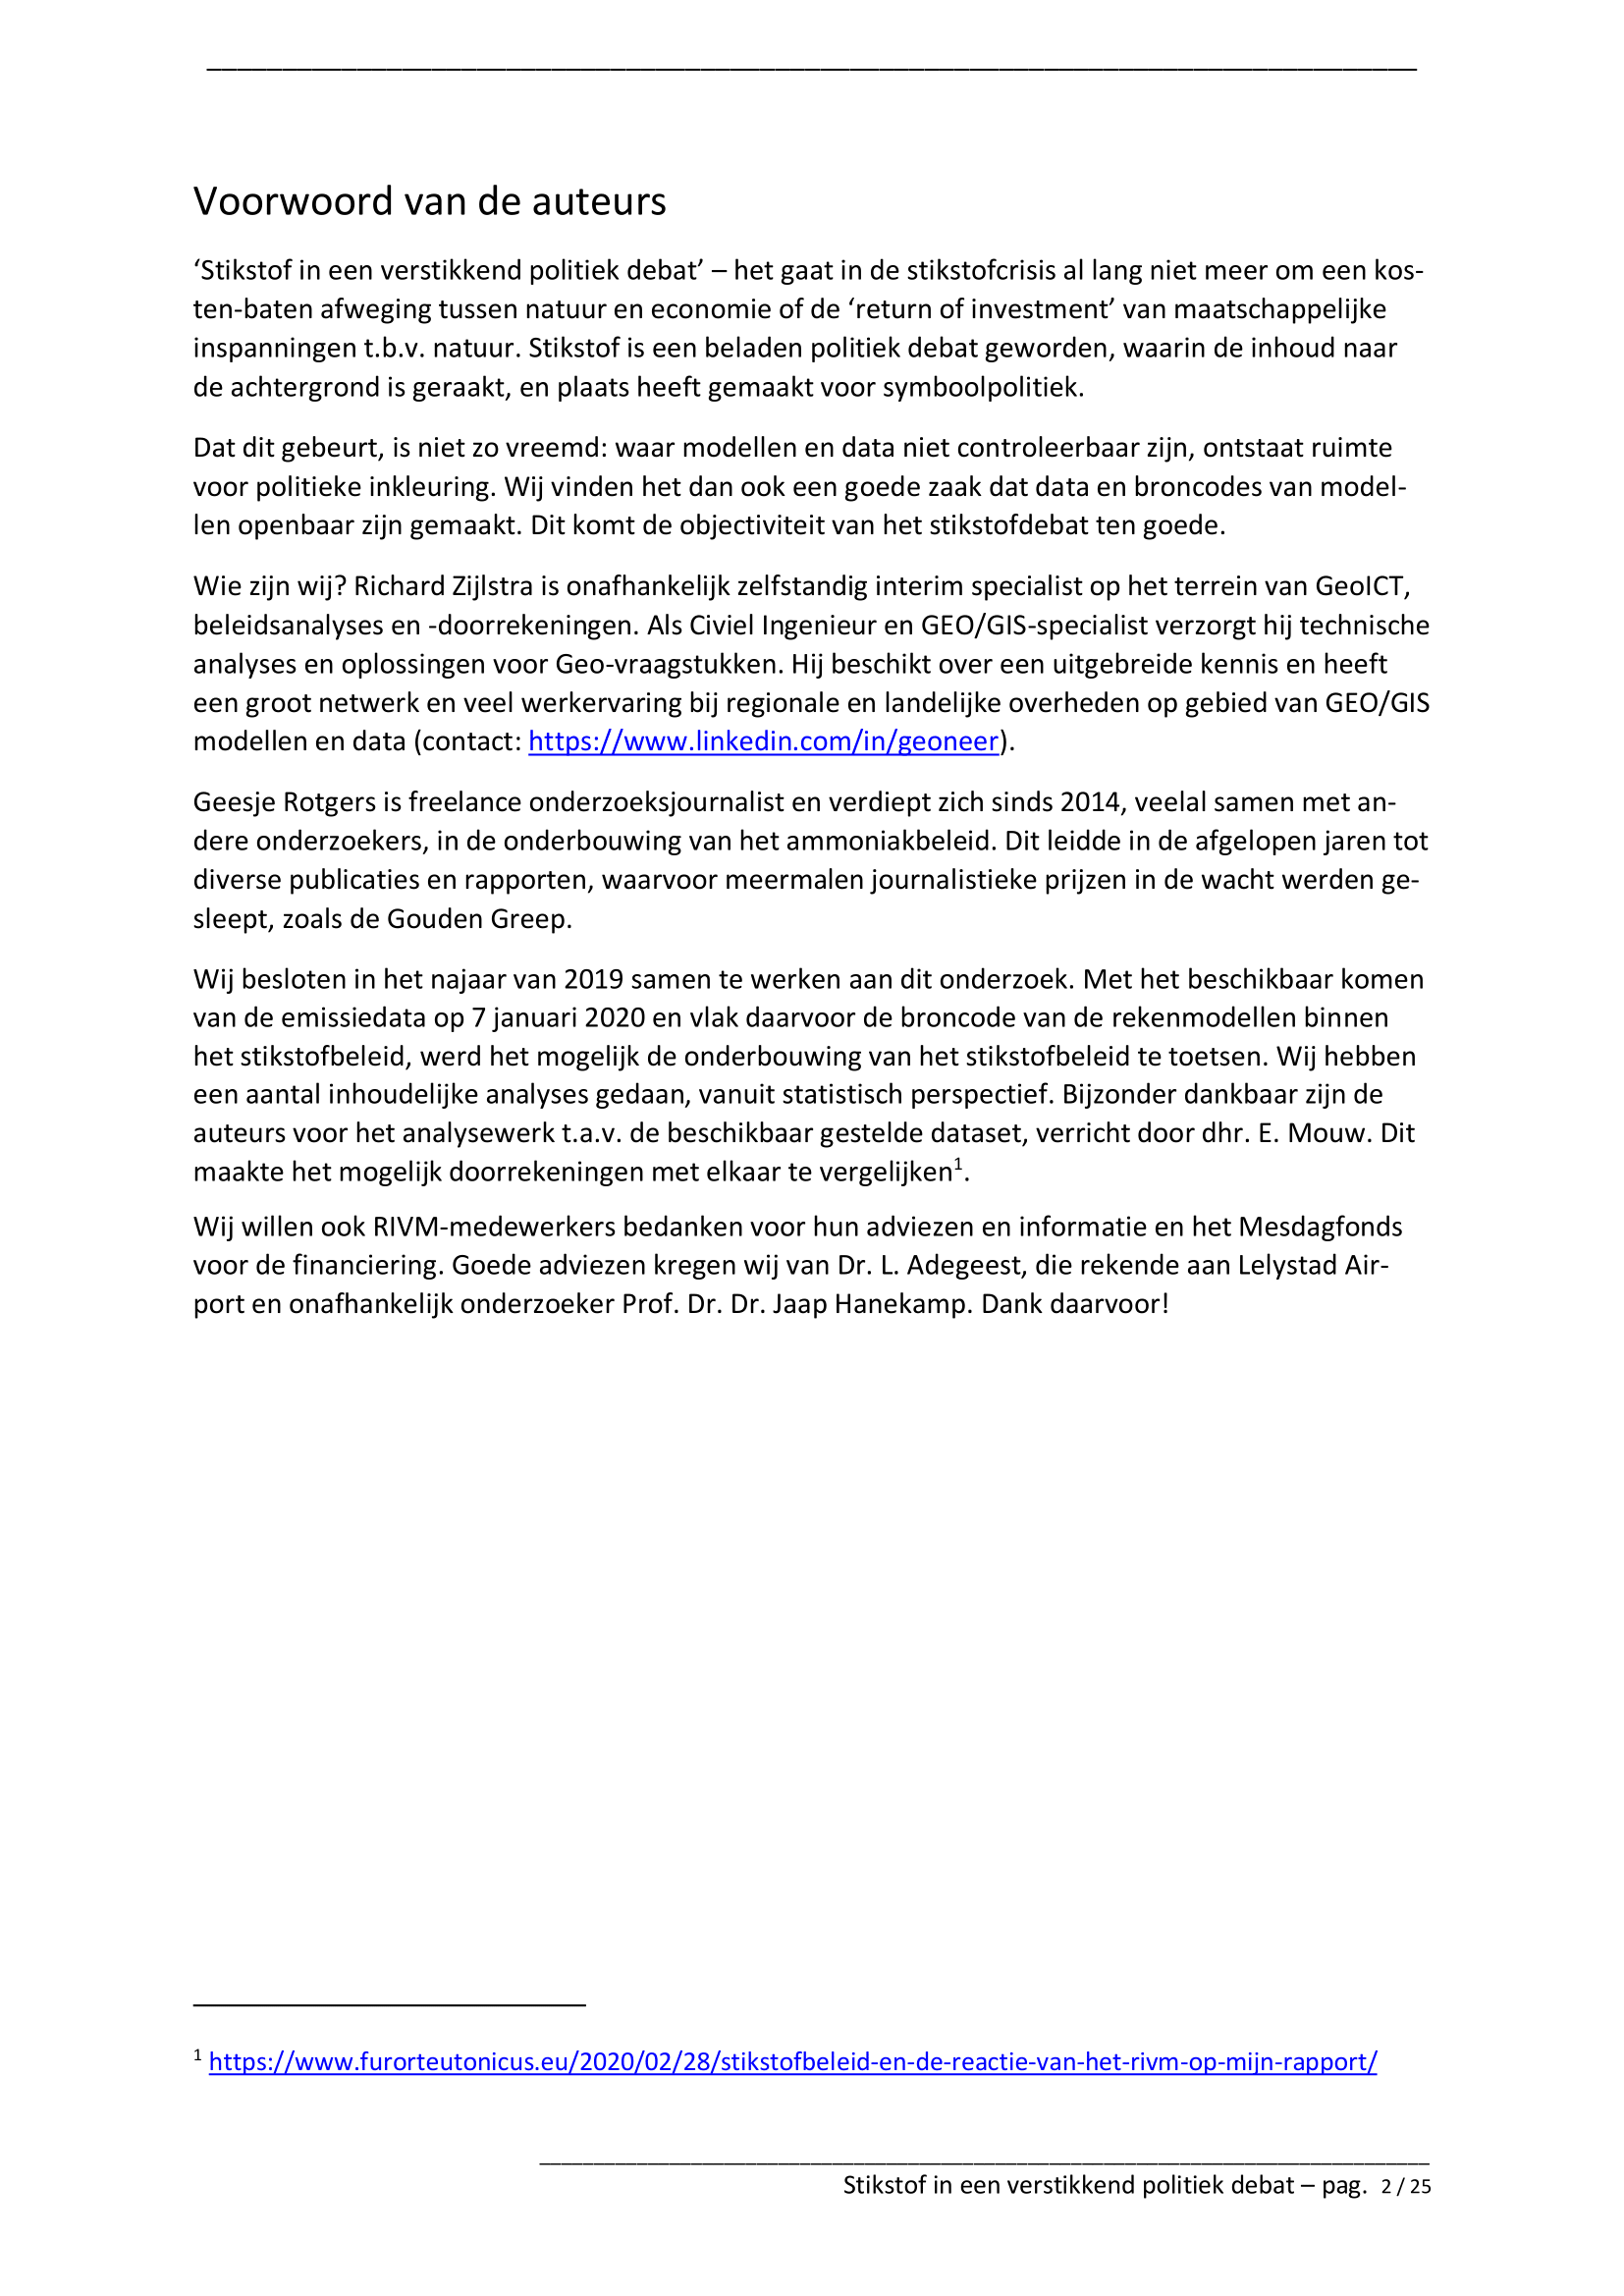 Voorwoord van de auteurs
‘Stikstof in een verstikkend politiek debat’ – het gaat in de stikstofcrisis al lang niet meer om een kos-
ten-baten afweging tussen natuur en economie of de ‘return of investment’ van maatschappelijke
inspanningen t.b.v. natuur. Stikstof is een beladen politiek debat geworden, waarin de inhoud naar
de achtergrond is geraakt, en plaats heeft gemaakt voor symboolpolitiek.
Dat dit gebeurt, is niet zo vreemd: waar modellen en data niet controleerbaar zijn, ontstaat ruimte
voor politieke inkleuring. Wij vinden het dan ook een goede zaak dat data en broncodes van model-
len openbaar zijn gemaakt. Dit komt de objectiviteit van het stikstofdebat ten goede.
Wie zijn wij? Richard Zijlstra is onafhankelijk zelfstandig interim specialist op het terrein van GeoICT,
beleidsanalyses en -doorrekeningen. Als Civiel Ingenieur en GEO/GIS-specialist verzorgt hij technische
analyses en oplossingen voor Geo-vraagstukken. Hij beschikt over een uitgebreide kennis en heeft
een groot netwerk en veel werkervaring bij regionale en landelijke overheden op gebied van GEO/GIS
modellen en data (contact: https://www.linkedin.com/in/geoneer).
Geesje Rotgers is freelance onderzoeksjournalist en verdiept zich sinds 2014, veelal samen met an-
dere onderzoekers, in de onderbouwing van het ammoniakbeleid. Dit leidde in de afgelopen jaren tot
diverse publicaties en rapporten, waarvoor meermalen journalistieke prijzen in de wacht werden ge-
sleept, zoals de Gouden Greep.
Wij besloten in het najaar van 2019 samen te werken aan dit onderzoek. Met het beschikbaar komen
van de emissiedata op 7 januari 2020 en vlak daarvoor de broncode van de rekenmodellen binnen
het stikstofbeleid, werd het mogelijk de onderbouwing van het stikstofbeleid te toetsen. Wij hebben
een aantal inhoudelijke analyses gedaan, vanuit statistisch perspectief. Bijzonder dankbaar zijn de
auteurs voor het analysewerk t.a.v. de beschikbaar gestelde dataset, verricht door dhr. E. Mouw. Dit
maakte het mogelijk doorrekeningen met elkaar te vergelijken¹.
Wij willen ook RIVM-medewerkers bedanken voor hun adviezen en informatie en het Mesdagfonds
voor de financiering. Goede adviezen kregen wij van Dr. L. Adegeest, die rekende aan Lelystad Air-
port en onafhankelijk onderzoeker Prof. Dr. Dr. Jaap Hanekamp. Dank daarvoor!
¹ https://www.furorteutonicus.eu/2020/02/28/stikstofbeleid-en-de-reactie-van-het-rivm-op-mijn-rapport/
Stikstof in een verstikkend politiek debat – pag. 2 / 25